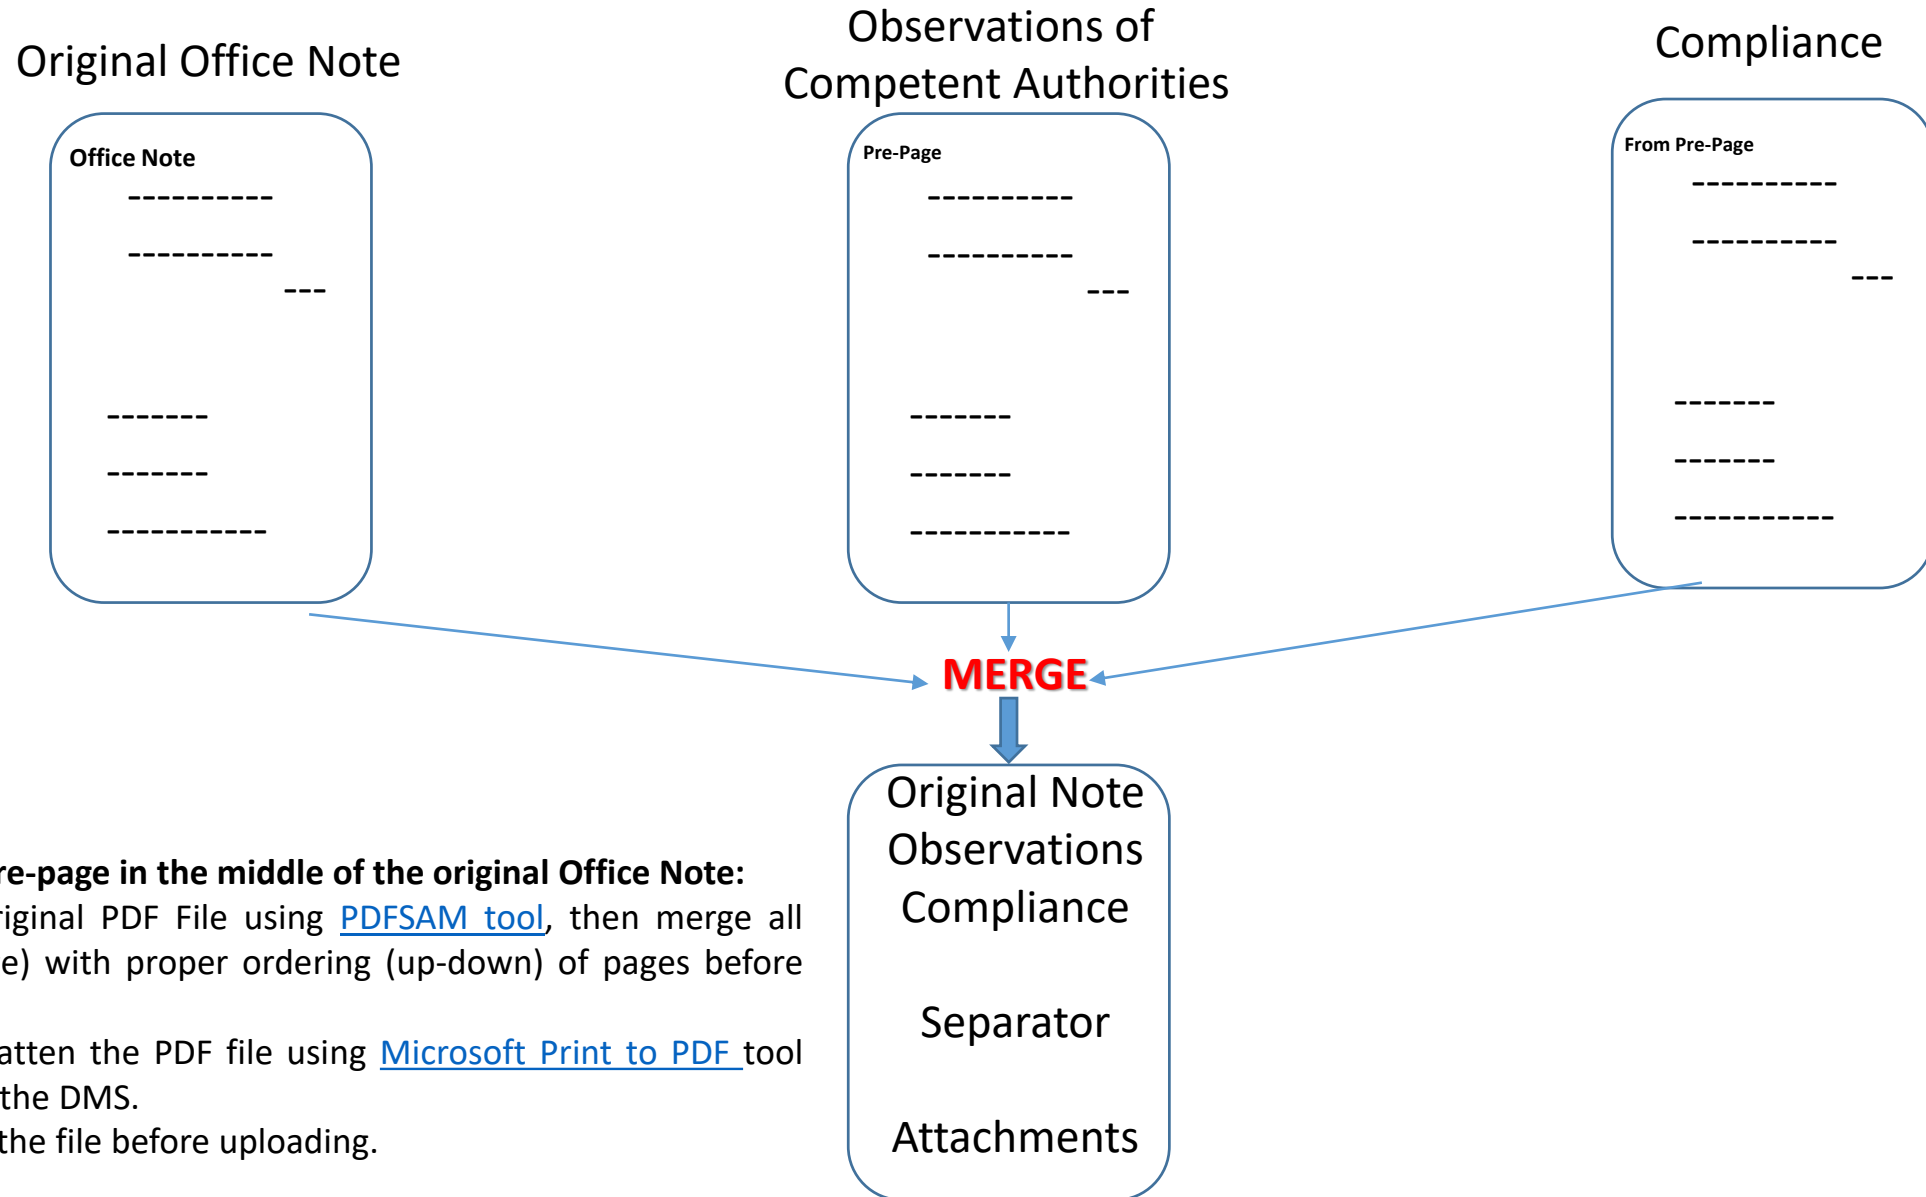 Original Office Note
Observations of
Competent Authorities
Compliance
Office Note
----------
----------
---
-------
-------
-----------
Pre-Page
----------
----------
---
-------
-------
-----------
From Pre-Page
----------
----------
---
-------
-------
-----------
MERGE
Original Note
Observations
Compliance
Separator
Attachments
re-page in the middle of the original Office Note:
riginal PDF File using PDFSAM tool, then merge all
e) with proper ordering (up-down) of pages before
atten the PDF file using Microsoft Print to PDF tool
the DMS.
the file before uploading.